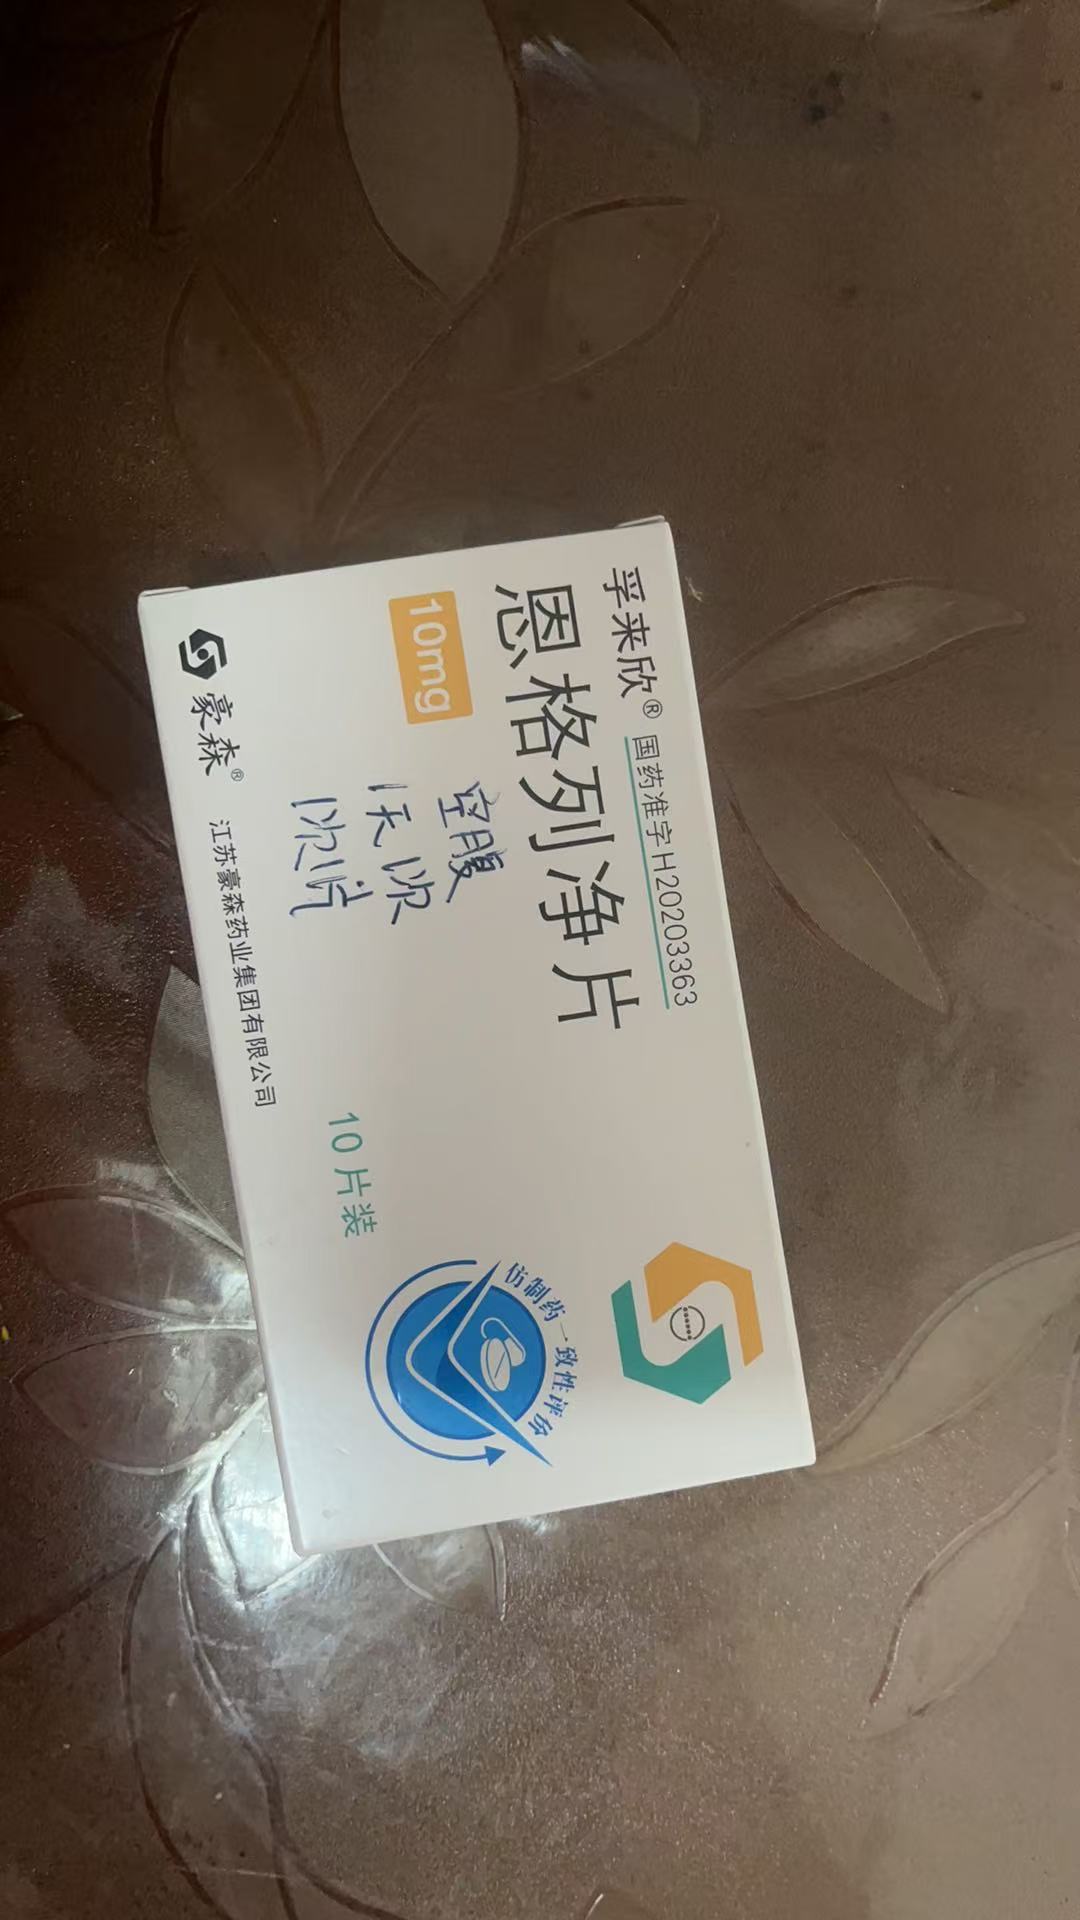 孚来欣® 国药准字H20203363
恩格列净片
10mg
空腹
1天1次
1次1片
10片装
仿制药一致性评价
豪森® 江苏豪森药业集团有限公司